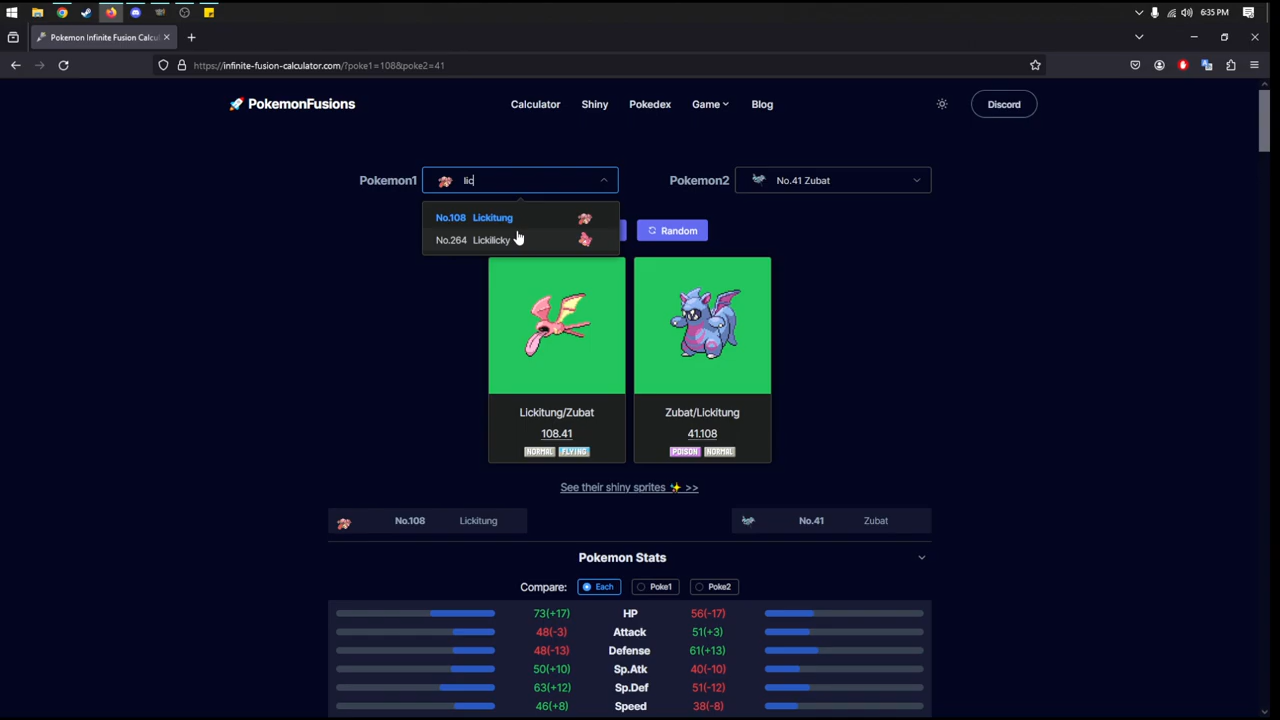 6:35 PM
Pokemon Infinite Fusion Calcul
https://infinite-fusion-calculator.com/?poke1=108&poke2=41
PokemonFusions
Calculator Shiny Pokedex Game Blog Discord
Pokemon1 lic Pokemon2 No.41 Zubat
No.108 Lickitung
No.264 Lickilicky
Random
Lickitung/Zubat Zubat/Lickitung
108.41 41.108
NORMAL FLYING POISON NORMAL
See their shiny sprites ✨ >>
No.108 Lickitung No.41 Zubat
Pokemon Stats
Compare: Each Poke1 Poke2
73(+17) HP 56(-17)
48(-3) Attack 51(+3)
48(-13) Defense 61(+13)
50(+10) Sp.Atk 40(-10)
63(+12) Sp.Def 51(-12)
46(+8) Speed 38(-8)